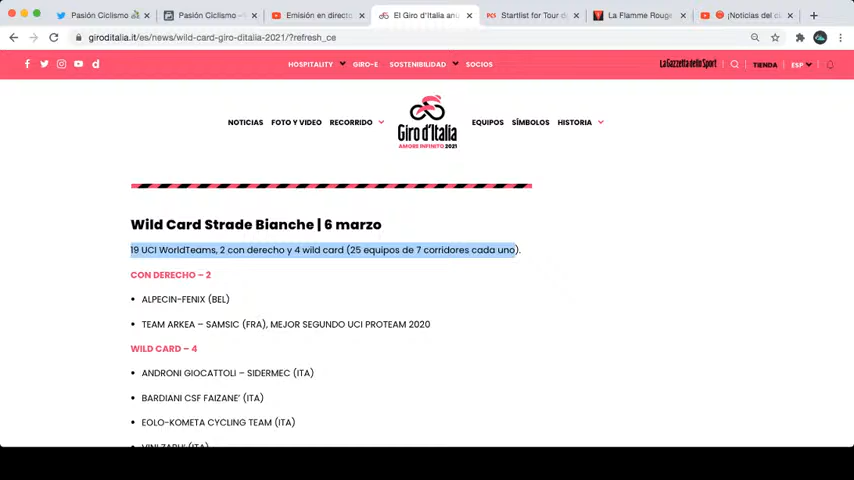 Pasión Ciclismo
Pasión Ciclismo –
Emisión en directo
El Giro d'Italia anu
Startlist for Tour d
La Flamme Rouge
¡Noticias del ci
giroditalia.it/es/news/wild-card-giro-ditalia-2021/?refresh_ce
HOSPITALITY GIRO-E SOSTENIBILIDAD SOCIOS
La Gazzetta dello Sport TIENDA ESP
NOTICIAS FOTO Y VIDEO RECORRIDO
Giro d'Italia
AMORE INFINITO 2021
EQUIPOS SÍMBOLOS HISTORIA
Wild Card Strade Bianche | 6 marzo
19 UCI WorldTeams, 2 con derecho y 4 wild card (25 equipos de 7 corridores cada uno).
CON DERECHO – 2
• ALPECIN-FENIX (BEL)
• TEAM ARKEA – SAMSIC (FRA), MEJOR SEGUNDO UCI PROTEAM 2020
WILD CARD – 4
• ANDRONI GIOCATTOLI – SIDERMEC (ITA)
• BARDIANI CSF FAIZANE' (ITA)
• EOLO-KOMETA CYCLING TEAM (ITA)
• VINI ZABU' (ITA)